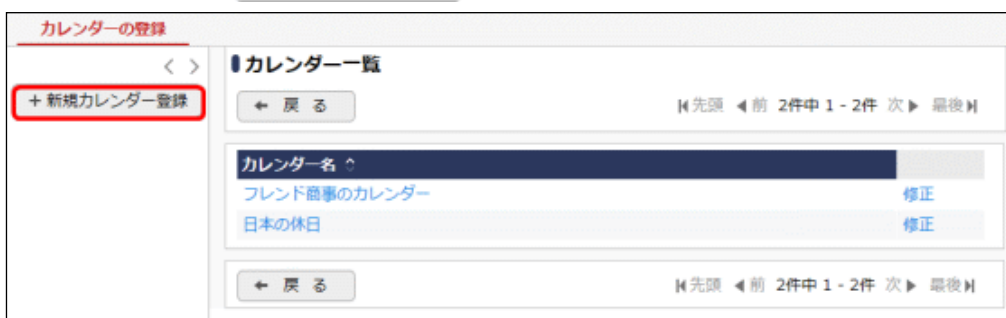 カレンダーの登録
< >
+ 新規カレンダー登録
カレンダー一覧
← 戻る
先頭 ◀前 2件中 1 - 2件 次▶ 最後
カレンダー名
フレンド商事のカレンダー 修正
日本の休日 修正
← 戻る
先頭 ◀前 2件中 1 - 2件 次▶ 最後